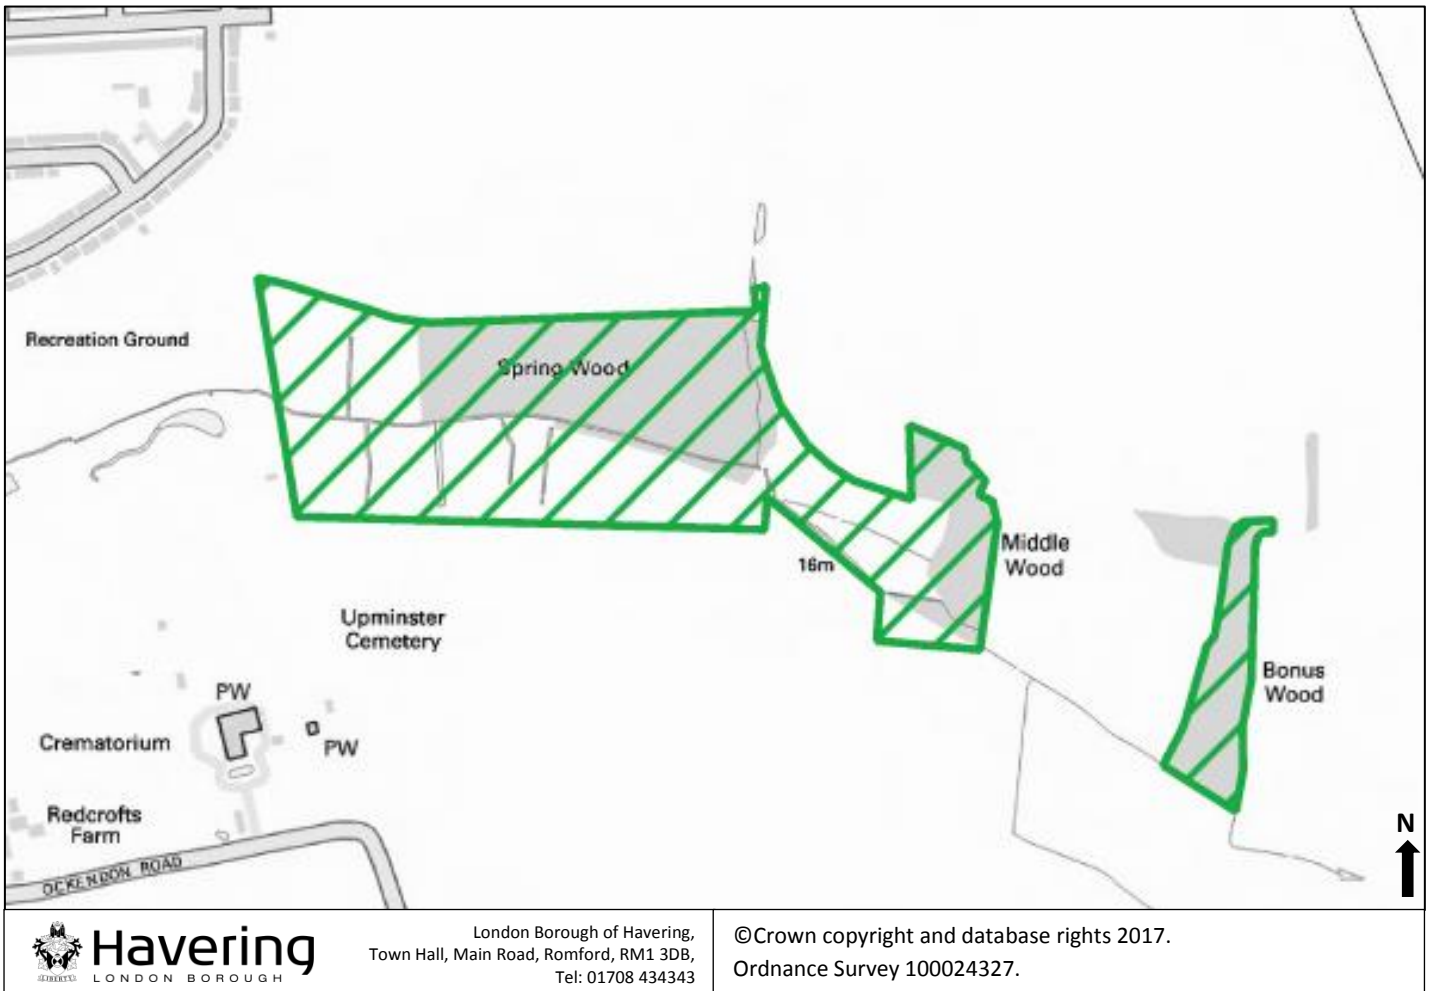 Recreation Ground
Spring Wood
Middle
Wood
16m
Upminster
Cemetery
Bonus
Wood
PW
Crematorium
PW
Redcrofts
Farm
OCKENDON ROAD
N
LIBERTY
Havering
LONDON BOROUGH
London Borough of Havering,
Town Hall, Main Road, Romford, RM1 3DB,
Tel: 01708 434343
©Crown copyright and database rights 2017.
Ordnance Survey 100024327.